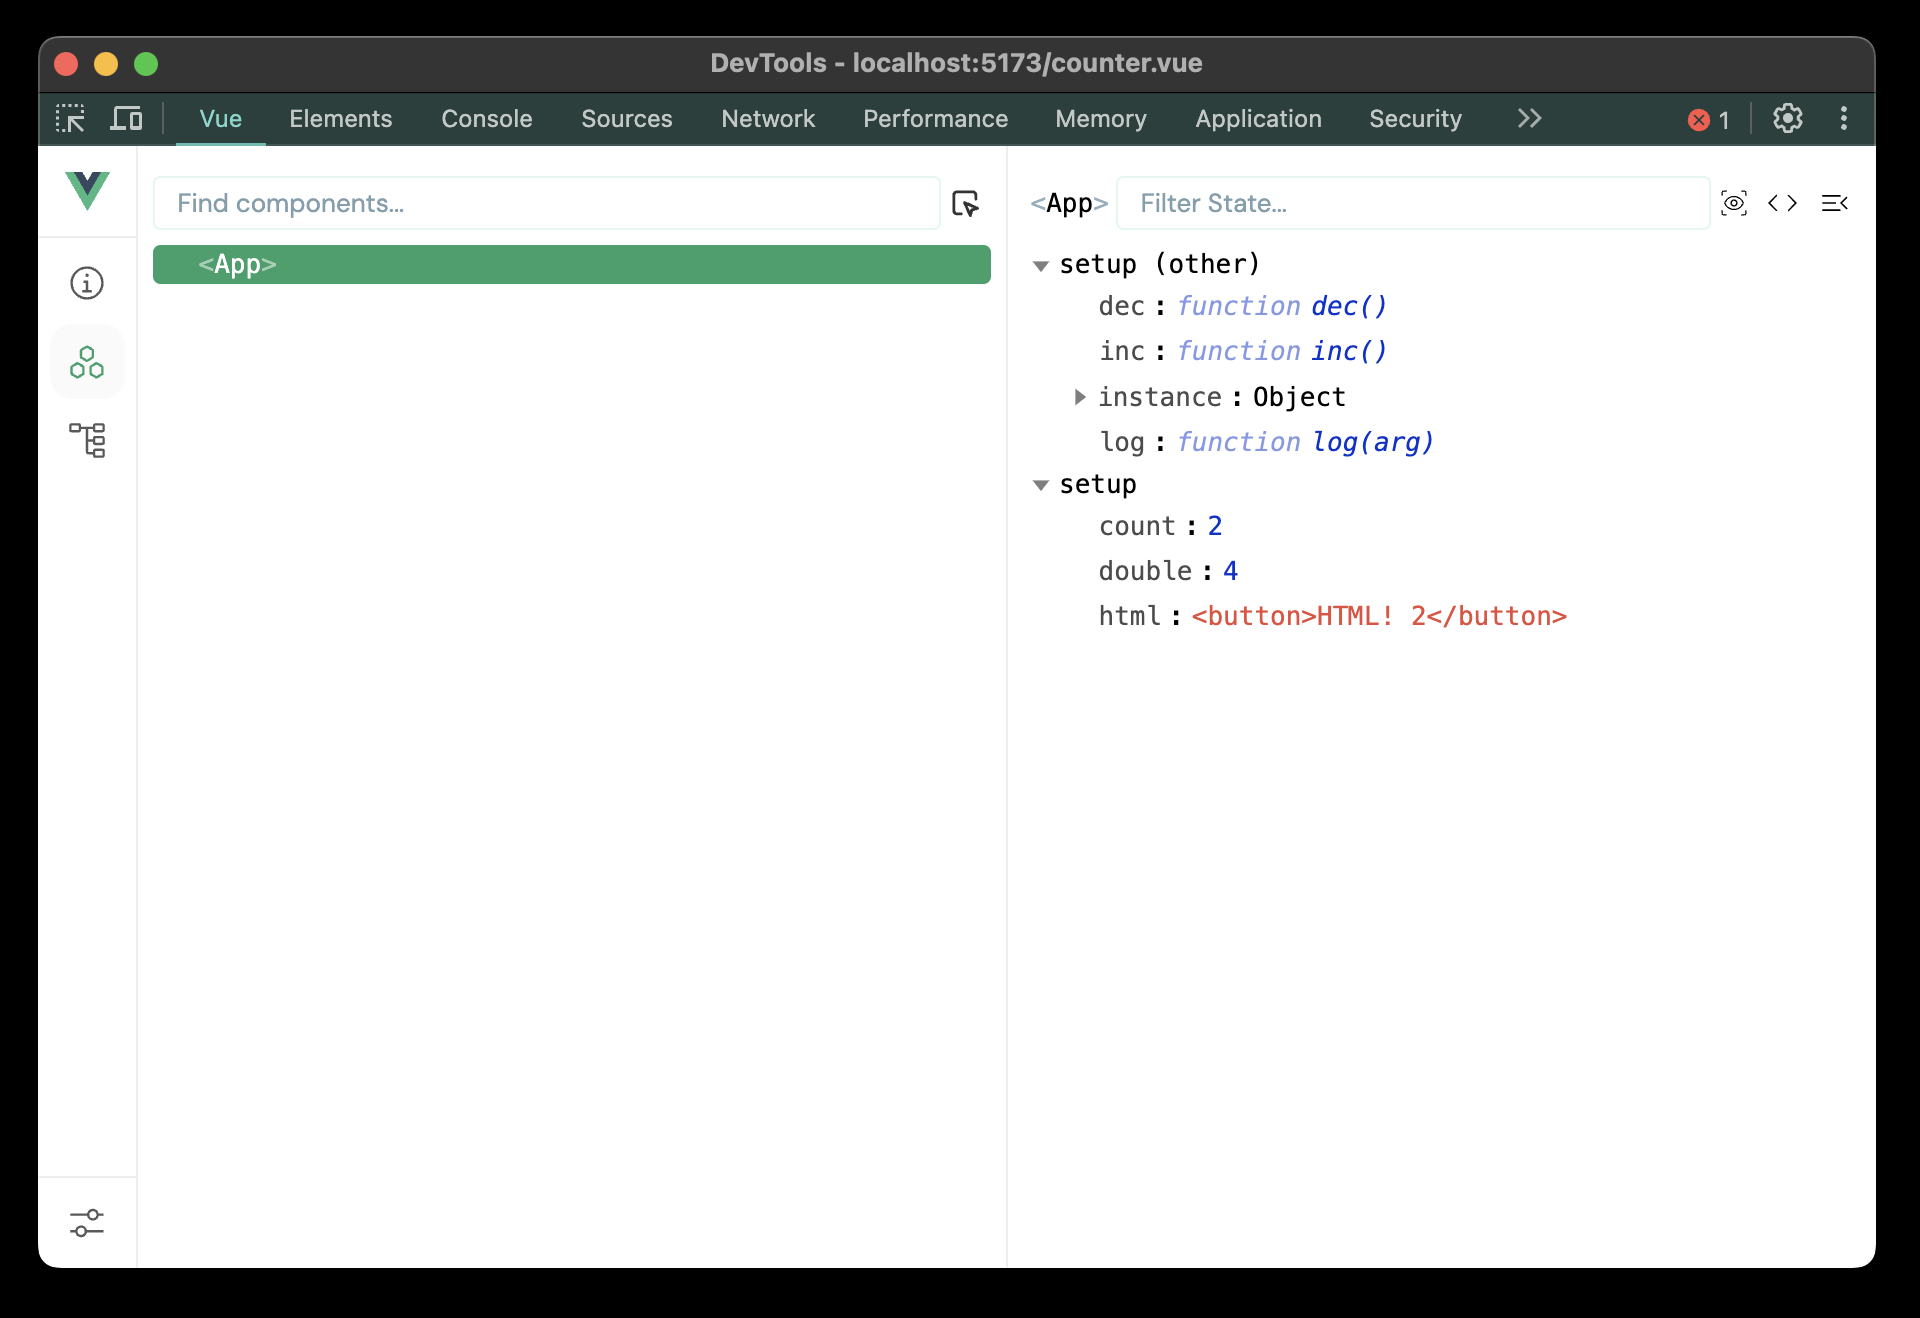 DevTools - localhost:5173/counter.vue
Vue Elements Console Sources Network Performance Memory Application Security 1
Find components...
<App>
<App> Filter State...
setup (other)
dec : function dec()
inc : function inc()
instance : Object
log : function log(arg)
setup
count : 2
double : 4
html : <button>HTML! 2</button>